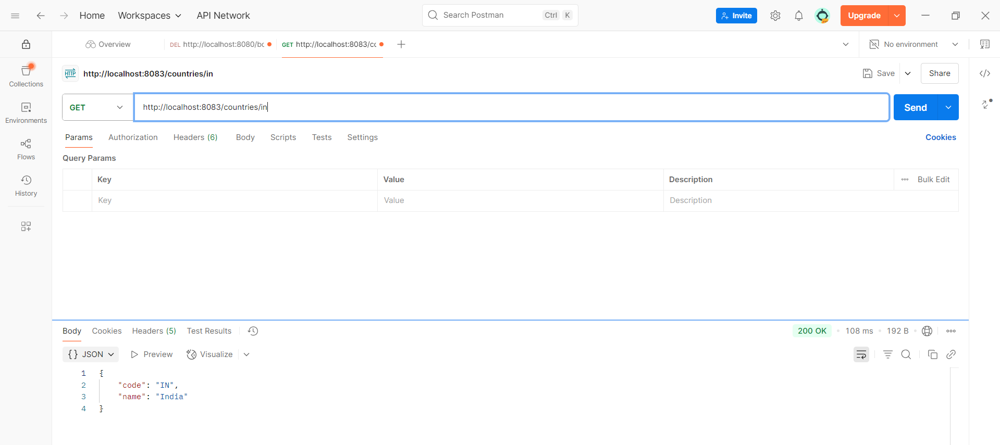 Home Workspaces API Network Search Postman Ctrl K Invite Upgrade
Overview DEL http://localhost:8080/bc GET http://localhost:8083/cc No environment
Collections
Environments
Flows
History
HTTP http://localhost:8083/countries/in Save Share
GET http://localhost:8083/countries/in Send
Params Authorization Headers (6) Body Scripts Tests Settings Cookies
Query Params
Key Value Description Bulk Edit
Key Value Description
Body Cookies Headers (5) Test Results 200 OK 108 ms 192 B
{} JSON Preview Visualize
1 {
2 "code": "IN",
3 "name": "India"
4 }